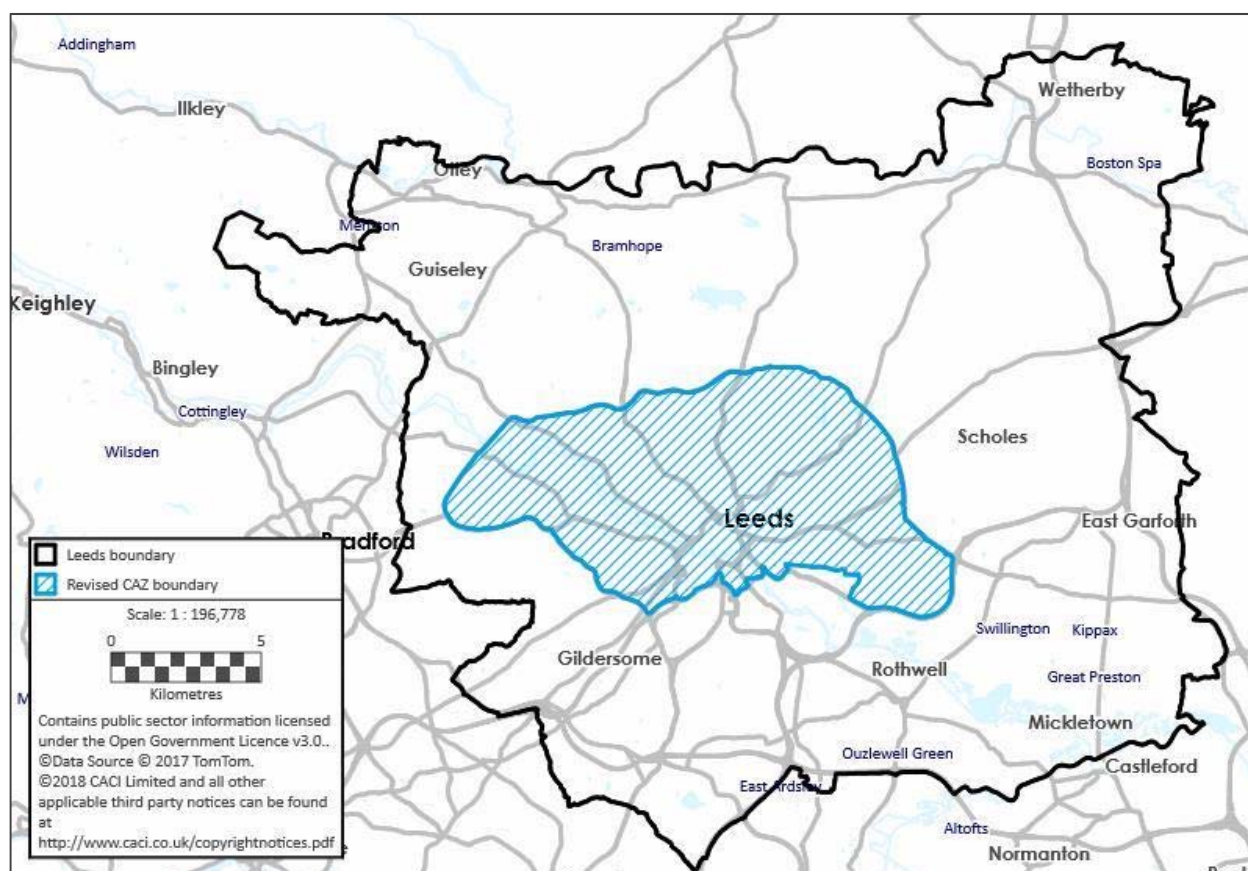 Addingham
Wetherby
Ilkley
Boston Spa
Otley
Menston
Bramhope
Guiseley
Keighley
Bingley
Cottingley
Wilsden
Scholes
Leeds
East Garforth
Bradford
Leeds boundary
Revised CAZ boundary
Scale: 1 : 196,778
0 5
Kilometres
Contains public sector information licensed
under the Open Government Licence v3.0..
©Data Source © 2017 TomTom.
©2018 CACI Limited and all other
applicable third party notices can be found
at
http://www.caci.co.uk/copyrightnotices.pdf
Swillington
Kippax
Gildersome
Rothwell
Great Preston
Mickletown
Ouzlewell Green
Castleford
East Ardsley
Altofts
Normanton